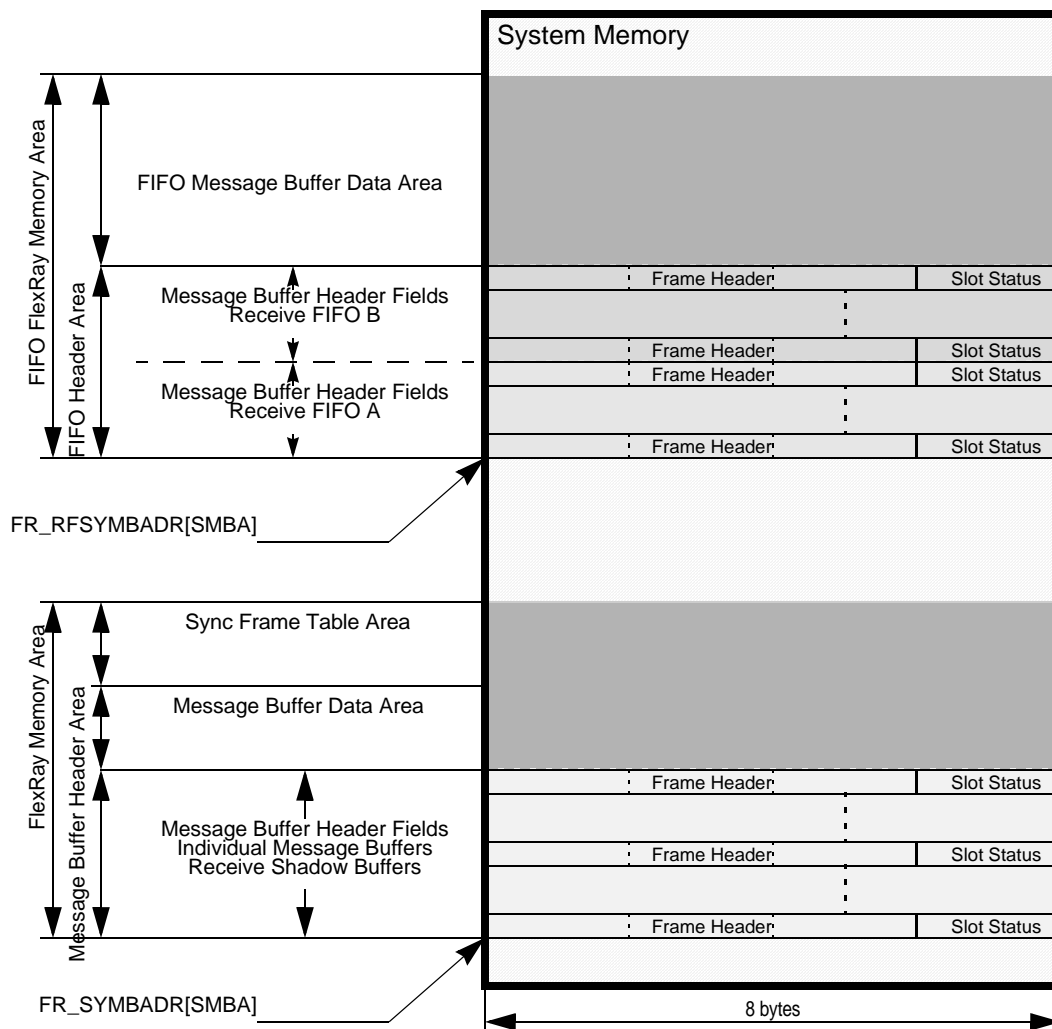 System Memory
FIFO FlexRay Memory Area
FIFO Message Buffer Data Area
FIFO Header Area
Frame Header
Slot Status
Message Buffer Header Fields
Receive FIFO B
Frame Header
Slot Status
Frame Header
Slot Status
Message Buffer Header Fields
Receive FIFO A
Frame Header
Slot Status
FR_RFSYMBADR[SMBA]
FlexRay Memory Area
Sync Frame Table Area
Message Buffer Data Area
Message Buffer Header Area
Frame Header
Slot Status
Message Buffer Header Fields
Individual Message Buffers
Receive Shadow Buffers
Frame Header
Slot Status
Frame Header
Slot Status
FR_SYMBADR[SMBA]
8 bytes